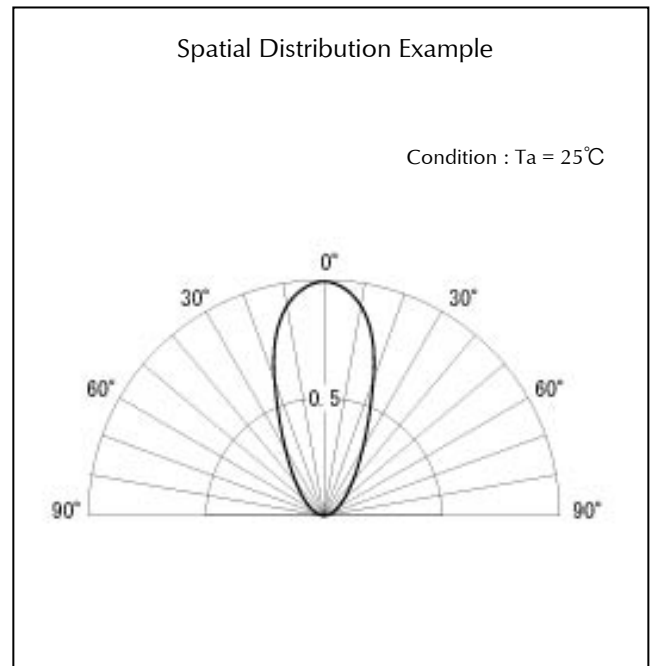 Spatial Distribution Example
Condition : Ta = 25℃
0°
30° 30°
60° 0. 5 60°
90° 90°